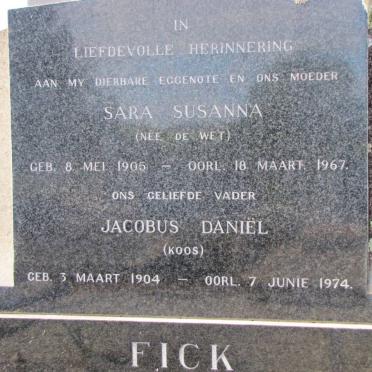 IN
LIEFDEVOLLE HERINNERING
AAN MY DIERBARE EGGENOTE EN ONS MOEDER
SARA SUSANNA
(NEE DE WET)
GEB. 8 MEI 1905 — OORL. 18 MAART 1967.
ONS GELIEFDE VADER
JACOBUS DANIËL
(KOOS)
GEB. 3 MAART 1904 — OORL. 7 JUNIE 1974.
FICK